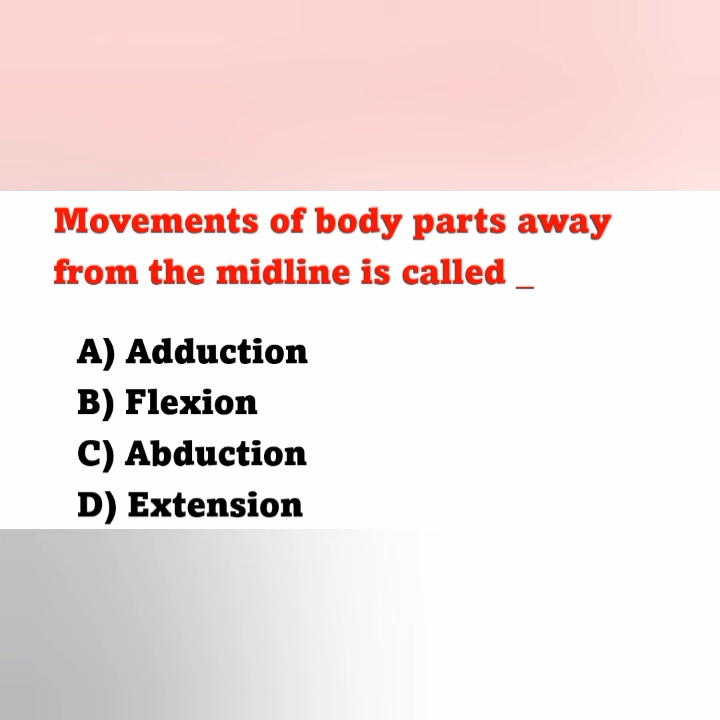 Movements of body parts away
from the midline is called _
A) Adduction
B) Flexion
C) Abduction
D) Extension